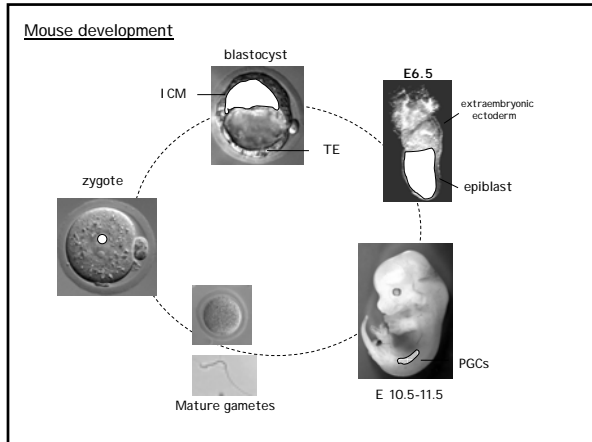 Mouse development
blastocyst
ICM
TE
E6.5
extraembryonic
ectoderm
epiblast
zygote
PGCs
E 10.5-11.5
Mature gametes